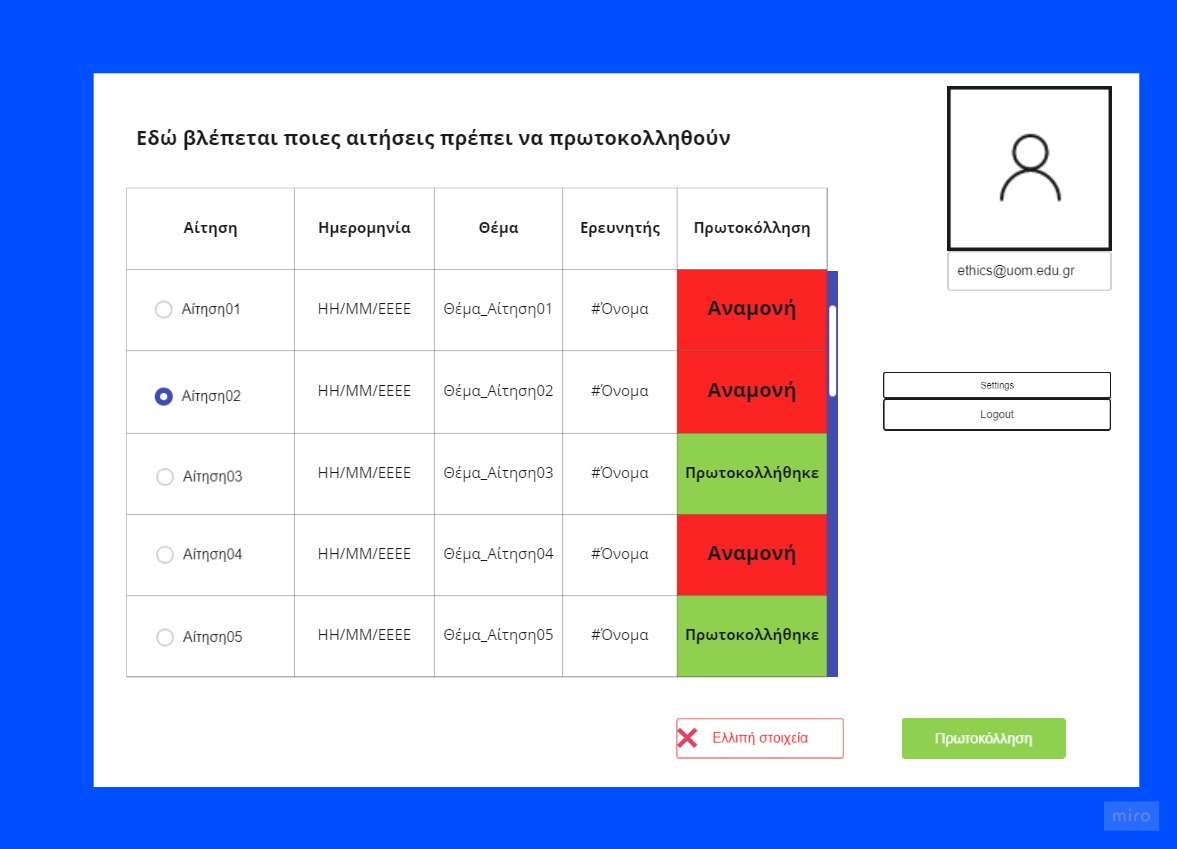 Εδώ βλέπεται ποιες αιτήσεις πρέπει να πρωτοκολληθούν
ethics@uom.edu.gr
Αίτηση Ημερομηνία Θέμα Ερευνητής Πρωτοκόλληση
Αίτηση01 ΗΗ/ΜΜ/ΕΕΕΕ Θέμα_Αίτηση01 #Όνομα Αναμονή
Αίτηση02 ΗΗ/ΜΜ/ΕΕΕΕ Θέμα_Αίτηση02 #Όνομα Αναμονή
Αίτηση03 ΗΗ/ΜΜ/ΕΕΕΕ Θέμα_Αίτηση03 #Όνομα Πρωτοκολλήθηκε
Αίτηση04 ΗΗ/ΜΜ/ΕΕΕΕ Θέμα_Αίτηση04 #Όνομα Αναμονή
Αίτηση05 ΗΗ/ΜΜ/ΕΕΕΕ Θέμα_Αίτηση05 #Όνομα Πρωτοκολλήθηκε
Settings
Logout
Ελλιπή στοιχεία
Πρωτοκόλληση
miro